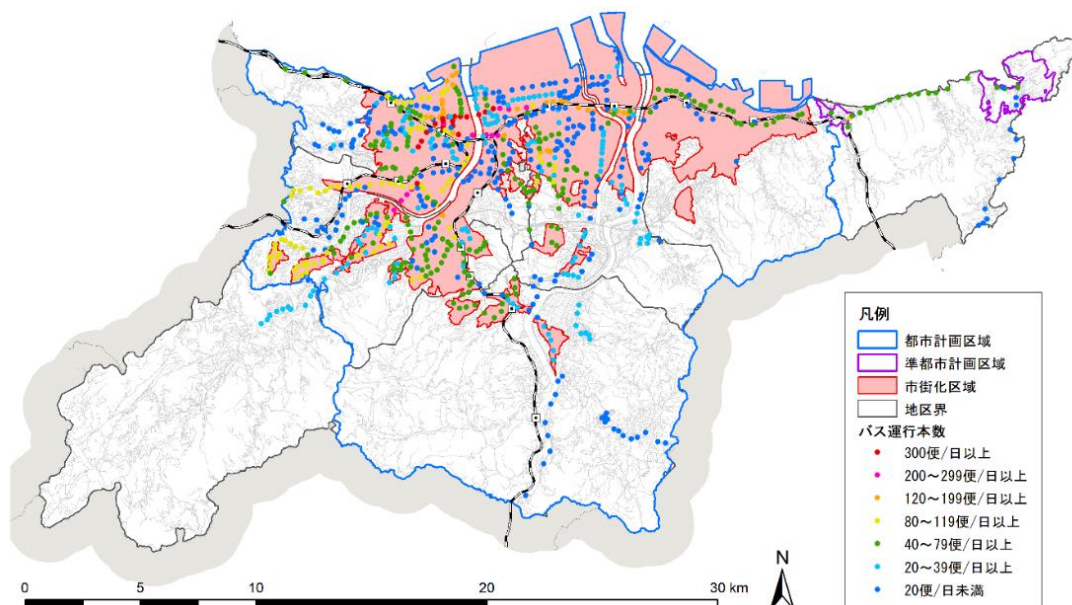 凡例
都市計画区域
準都市計画区域
市街化区域
地区界
バス運行本数
300便/日以上
200～299便/日以上
120～199便/日以上
80～119便/日以上
40～79便/日以上
20～39便/日以上
20便/日未満
N
0 10 20 30 km